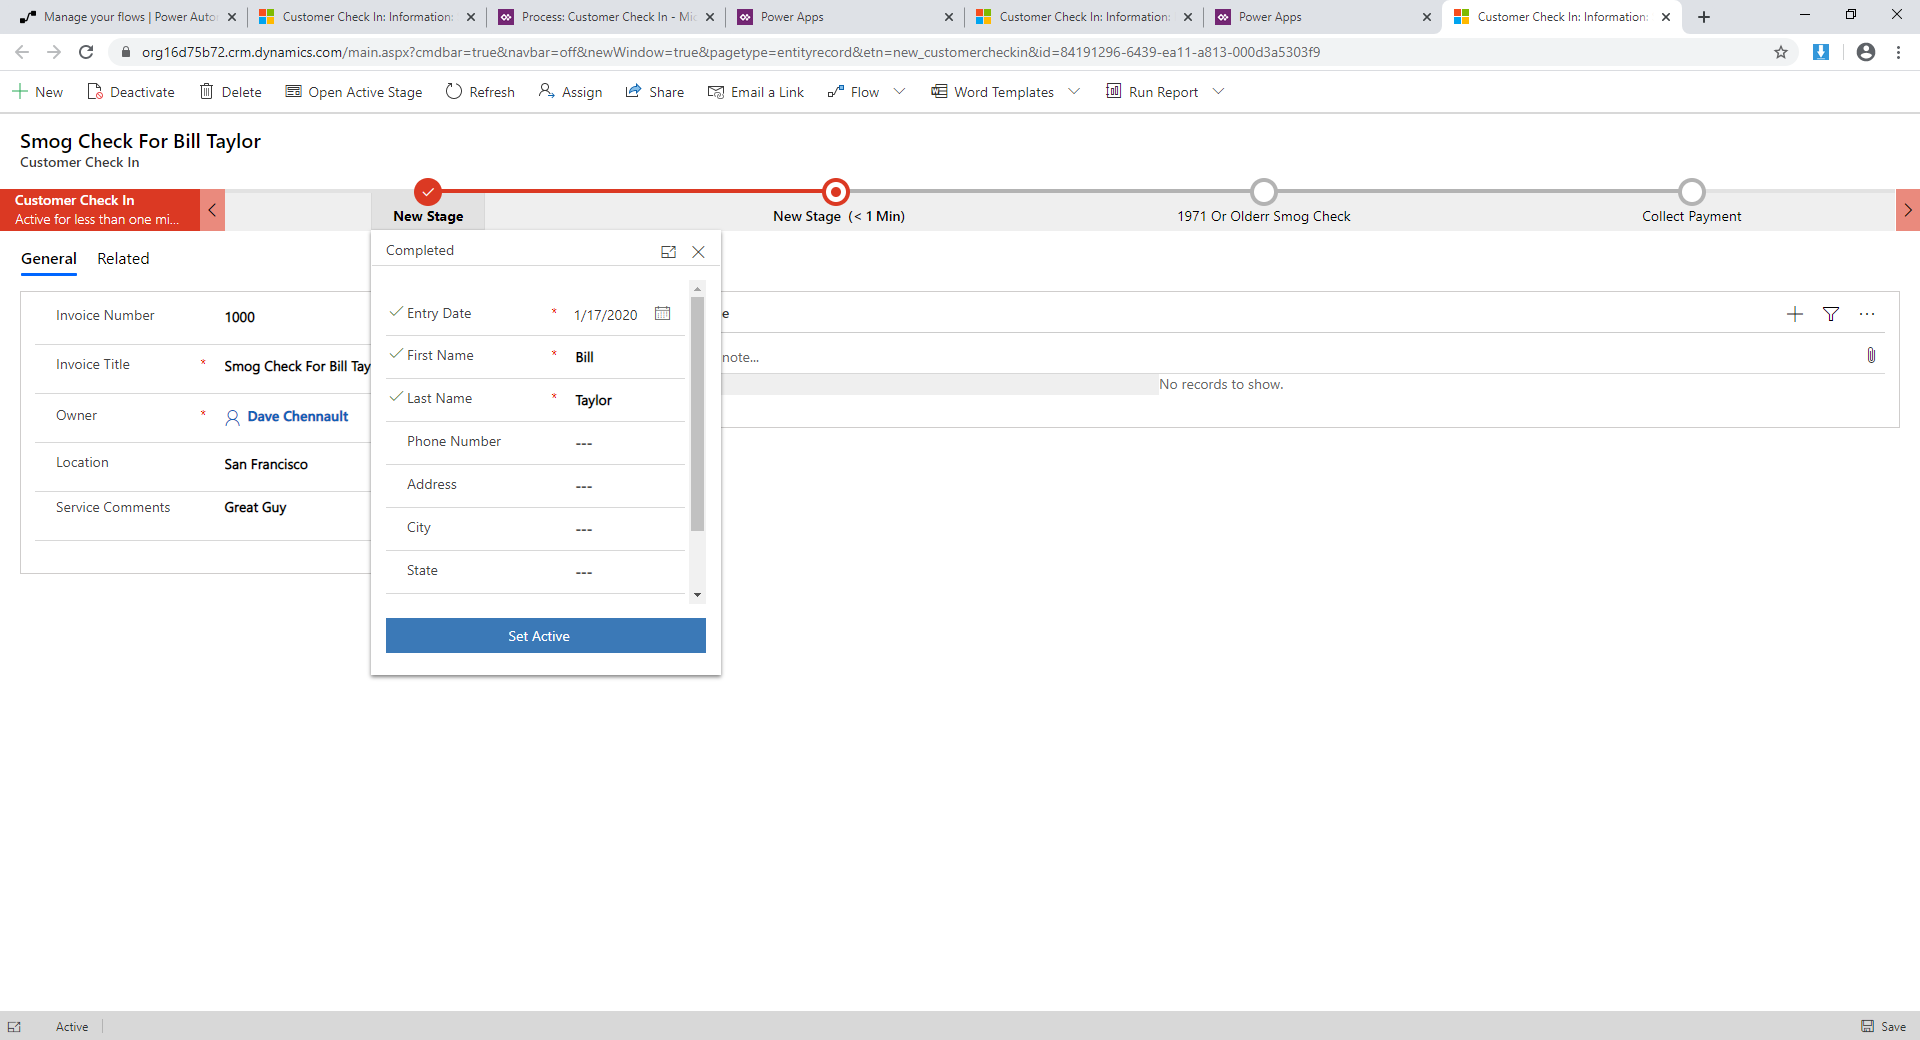 Manage your flows | Power Auto
Customer Check In: Information:
Process: Customer Check In - Mic
Power Apps
Customer Check In: Information:
Power Apps
Customer Check In: Information:
org16d75b72.crm.dynamics.com/main.aspx?cmdbar=true&navbar=off&newWindow=true&pagetype=entityrecord&etn=new_customercheckin&id=84191296-6439-ea11-a813-000d3a5303f9
New
Deactivate
Delete
Open Active Stage
Refresh
Assign
Share
Email a Link
Flow
Word Templates
Run Report
Smog Check For Bill Taylor
Customer Check In
Customer Check In
Active for less than one mi...
New Stage
New Stage (< 1 Min)
1971 Or Olderr Smog Check
Collect Payment
General
Related
Invoice Number
1000
Invoice Title * Smog Check For Bill Tay
Owner * Dave Chennault
Location San Francisco
Service Comments Great Guy
Completed
Entry Date * 1/17/2020
First Name * Bill
Last Name * Taylor
Phone Number ---
Address ---
City ---
State ---
Set Active
e
note...
No records to show.
Active
Save